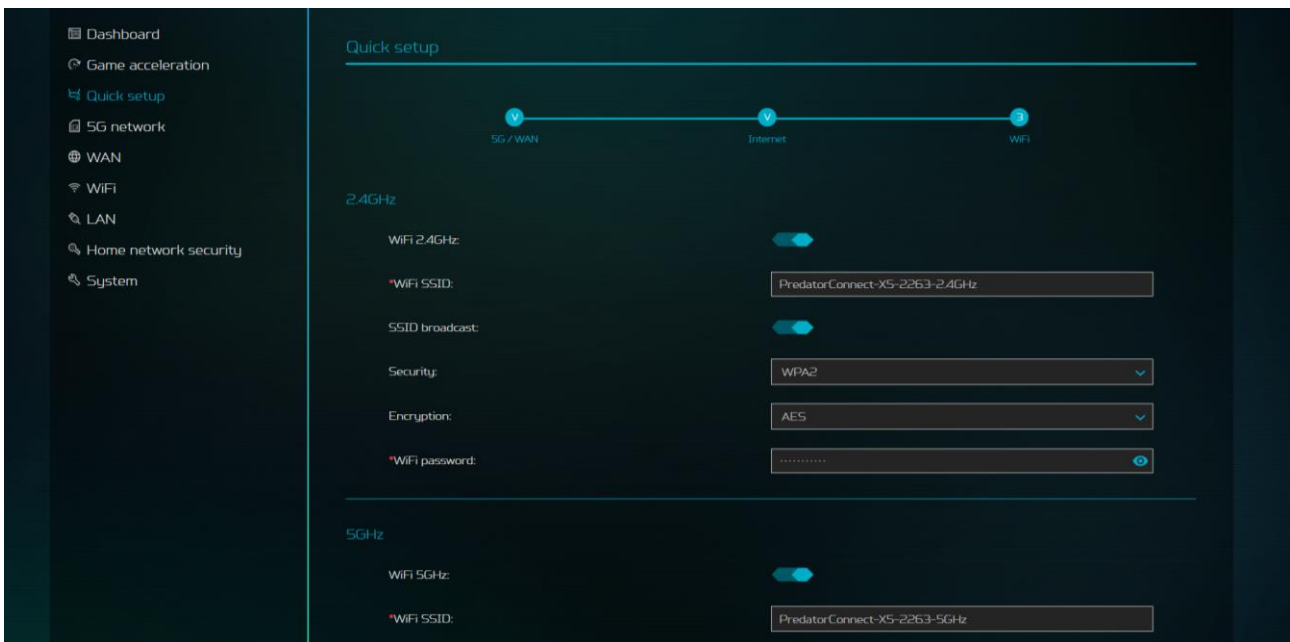 Dashboard
Game acceleration
Quick setup
5G network
WAN
WiFi
LAN
Home network security
System
Quick setup
V V 3
5G / WAN Internet WiFi
2.4GHz
WiFi 2.4GHz:
*WiFi SSID: PredatorConnect-X5-2263-2.4GHz
SSID broadcast:
Security: WPA2
Encryption: AES
*WiFi password: ...........
5GHz
WiFi 5GHz:
*WiFi SSID: PredatorConnect-X5-2263-5GHz